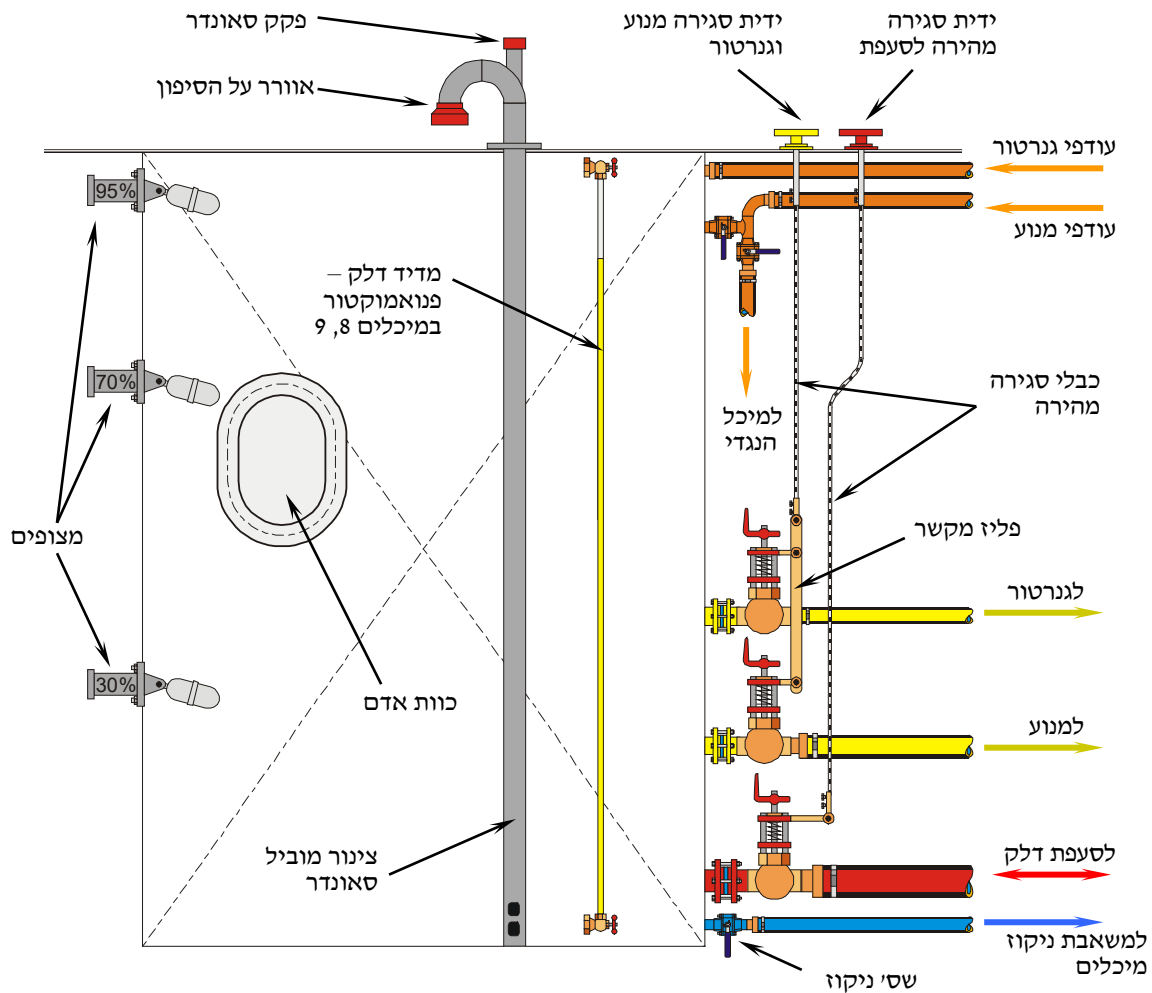 פקק סאונדר
אוורר על הסיפון
ידית סגירה מנוע
וגנרטור
ידית סגירה
מהירה לסעפת
עודפי גנרטור
עודפי מנוע
95%
מדיד דלק –
פנואמוקטור
במיכלים 8, 9
70%
למיכל
הנגדי
כבלי סגירה
מהירה
מצופים
פליז מקשר
לגנרטור
30%
כוות אדם
למנוע
צינור מוביל
סאונדר
לסעפת דלק
למשאבת ניקוז
מיכלים
שס' ניקוז